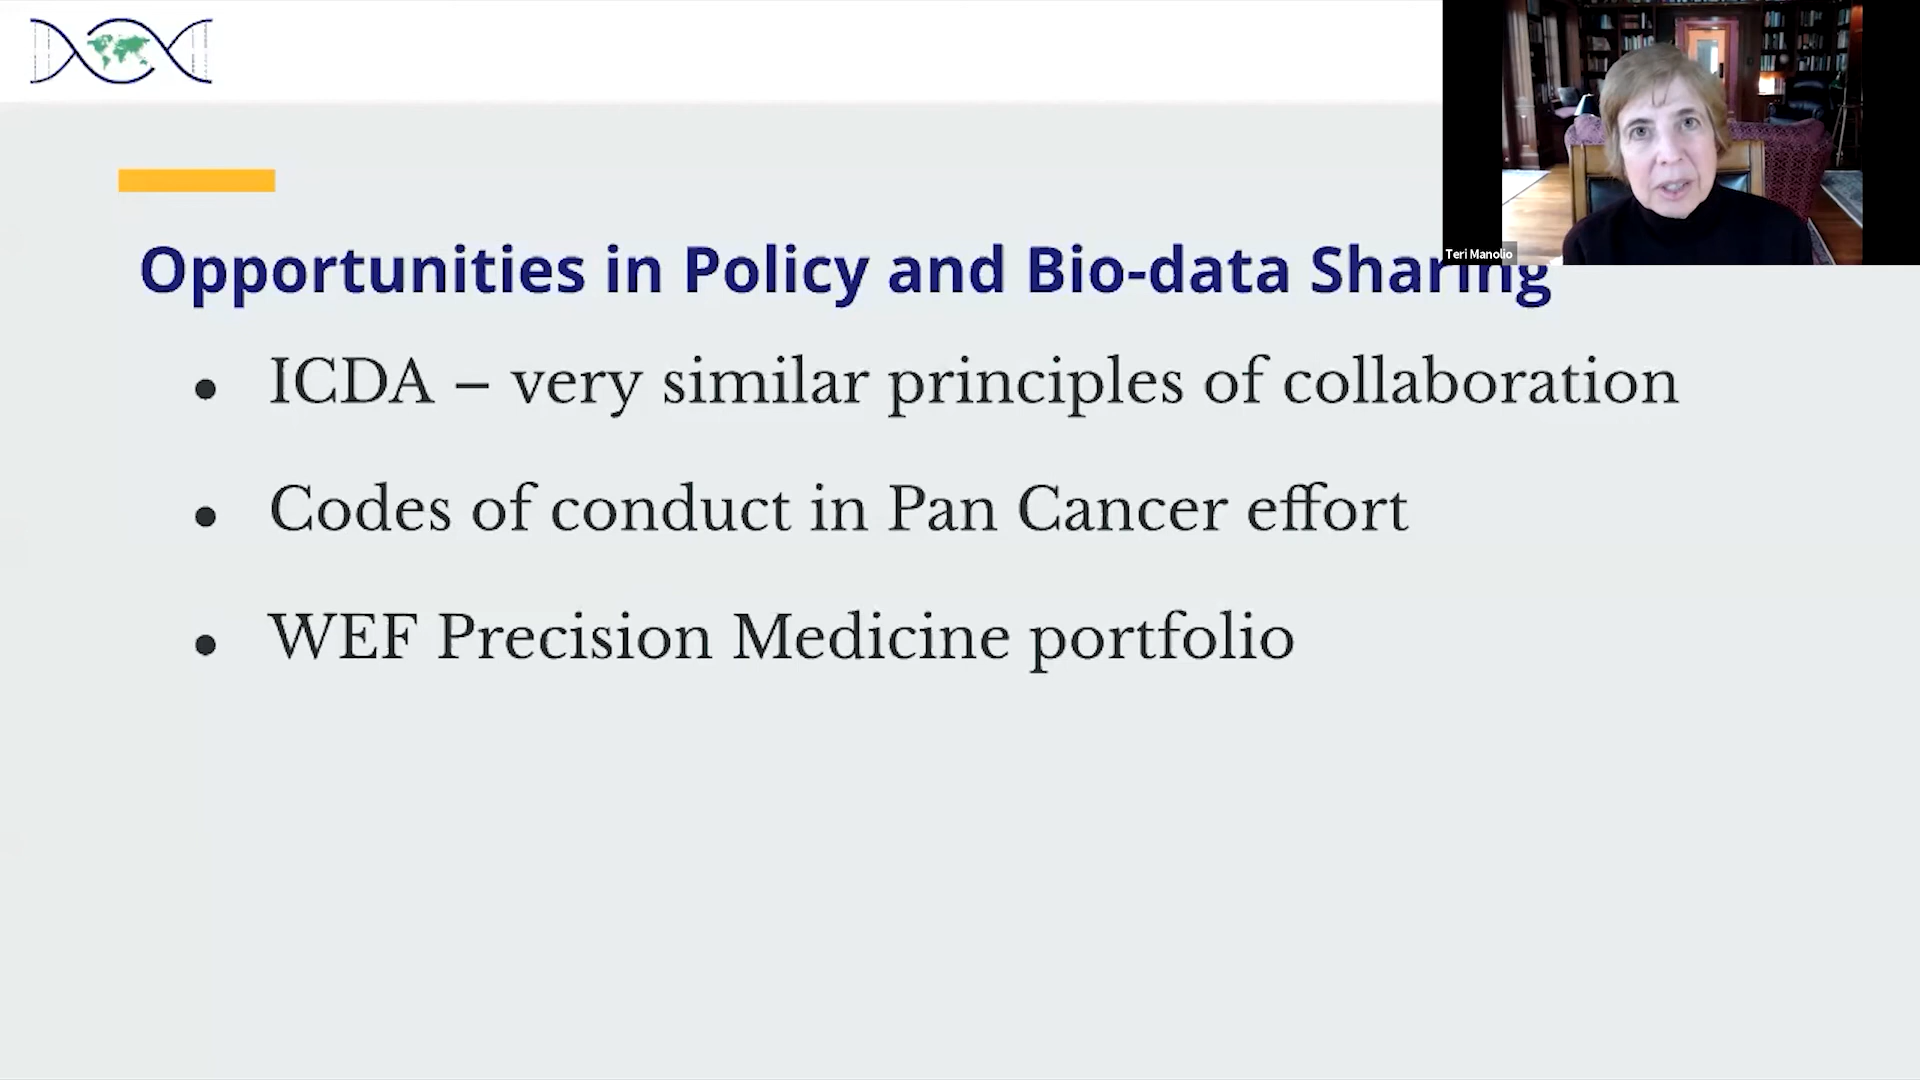 Teri Manolio
Opportunities in Policy and Bio-data Sharing
• ICDA – very similar principles of collaboration
• Codes of conduct in Pan Cancer effort
• WEF Precision Medicine portfolio